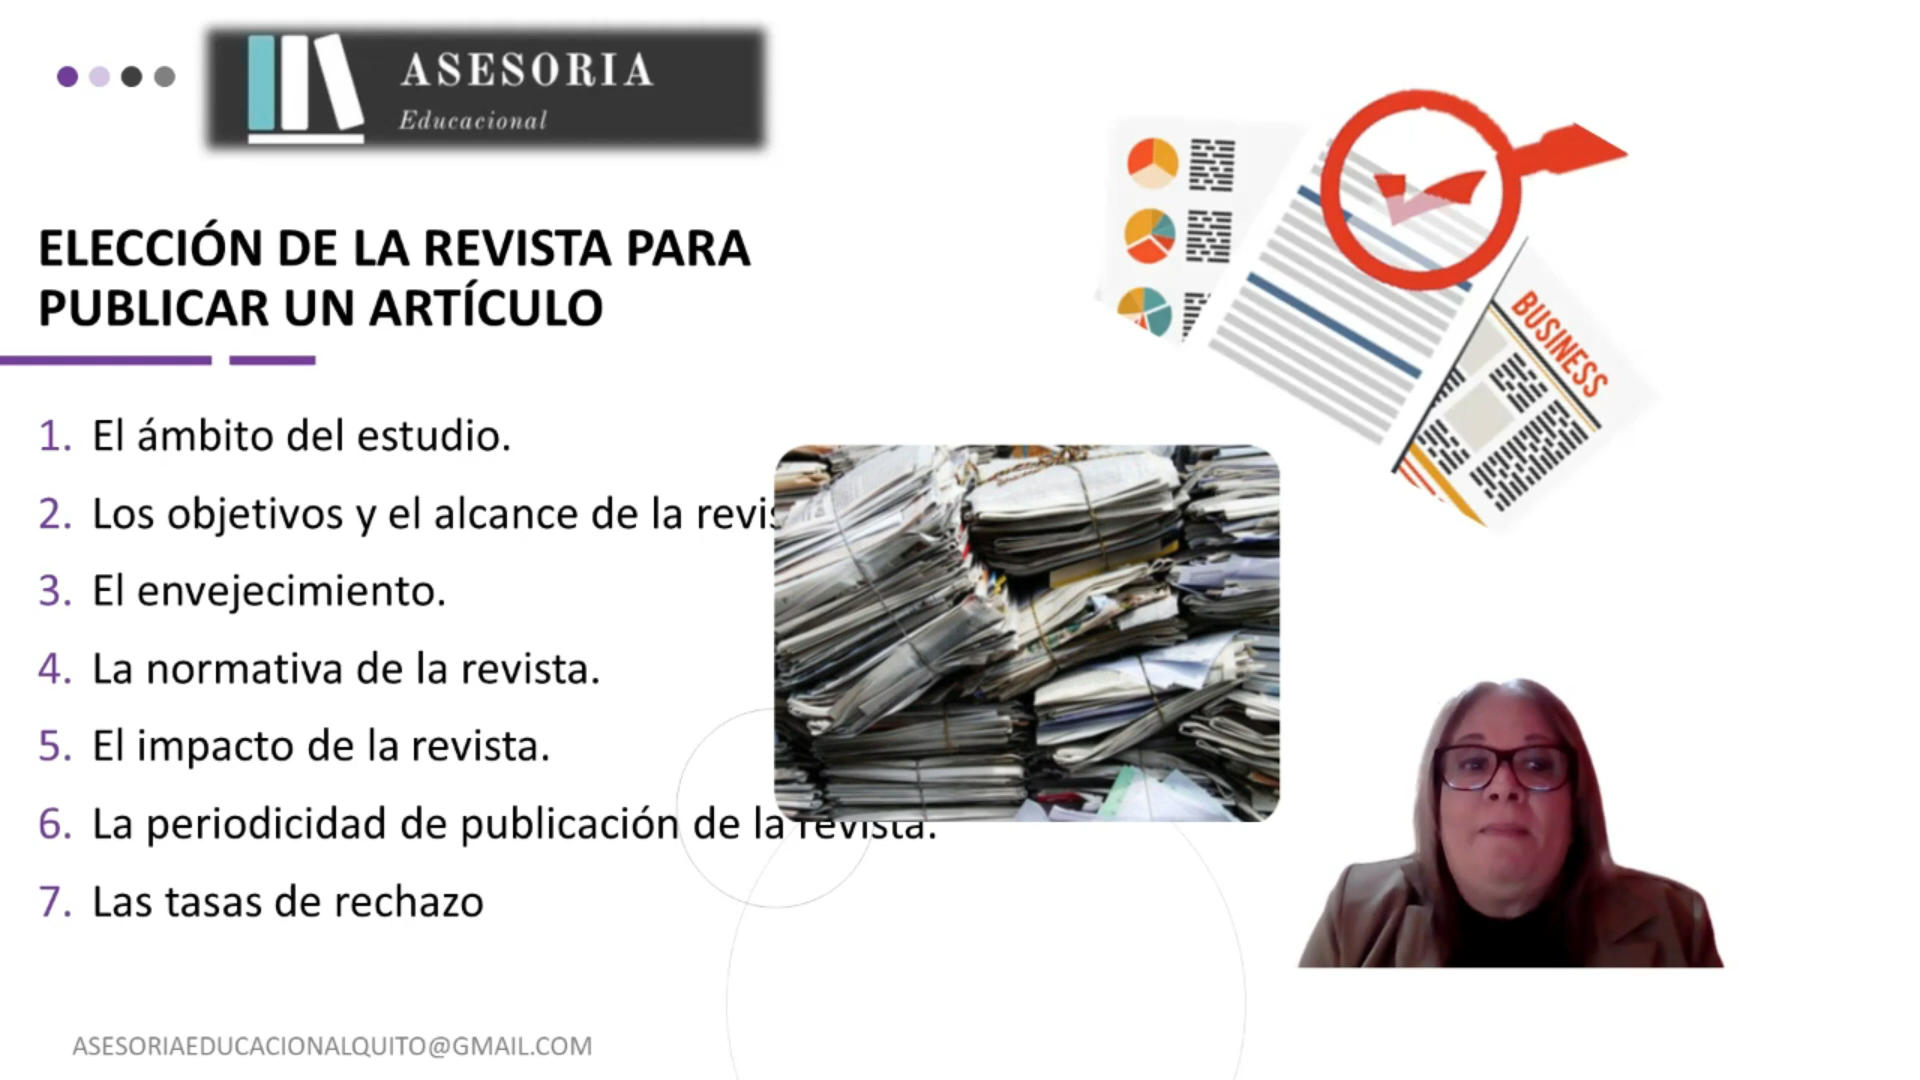 ASESORIA
Educacional
ELECCIÓN DE LA REVISTA PARA
PUBLICAR UN ARTÍCULO
1. El ámbito del estudio.
2. Los objetivos y el alcance de la
3. El envejecimiento.
4. La normativa de la revista.
5. El impacto de la revista.
6. La periodicidad de publicación de la revista.
7. Las tasas de rechazo
BUSINESS
ASESORIAEDUCACIONALQUITO@GMAIL.COM